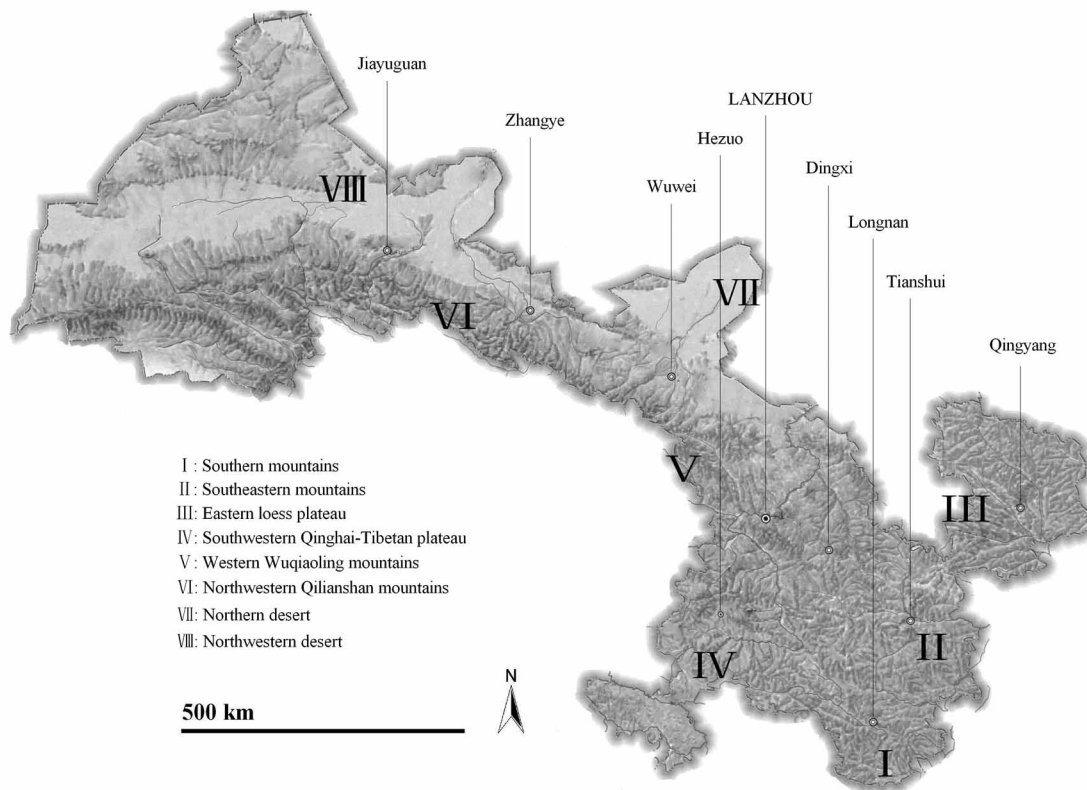 Jiayuguan
LANZHOU
Zhangye
Hezuo
Dingxi
Wuwei
Longnan
Tianshui
Qingyang
Ⅷ
Ⅶ
Ⅵ
Ⅴ
Ⅲ
Ⅳ
Ⅱ
Ⅰ
Ⅰ : Southern mountains
Ⅱ : Southeastern mountains
Ⅲ: Eastern loess plateau
Ⅳ: Southwestern Qinghai-Tibetan plateau
Ⅴ : Western Wuqiaoling mountains
Ⅵ: Northwestern Qilianshan mountains
Ⅶ: Northern desert
Ⅷ: Northwestern desert
N
500 km